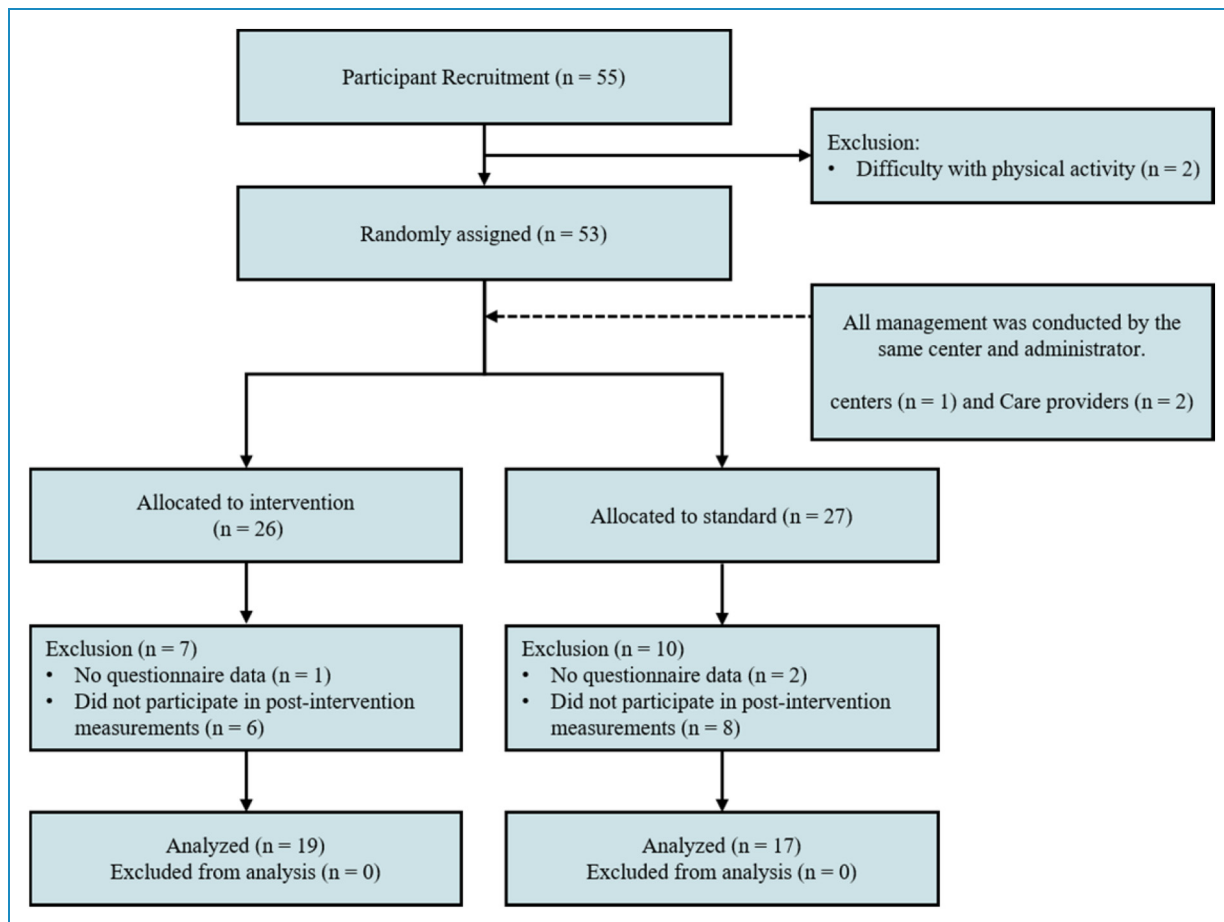 Participant Recruitment (n = 55)
Exclusion:
• Difficulty with physical activity (n = 2)
Randomly assigned (n = 53)
All management was conducted by the
same center and administrator.
centers (n = 1) and Care providers (n = 2)
Allocated to intervention
(n = 26)
Allocated to standard (n = 27)
Exclusion (n = 7)
• No questionnaire data (n = 1)
• Did not participate in post-intervention
measurements (n = 6)
Exclusion (n = 10)
• No questionnaire data (n = 2)
• Did not participate in post-intervention
measurements (n = 8)
Analyzed (n = 19)
Excluded from analysis (n = 0)
Analyzed (n = 17)
Excluded from analysis (n = 0)